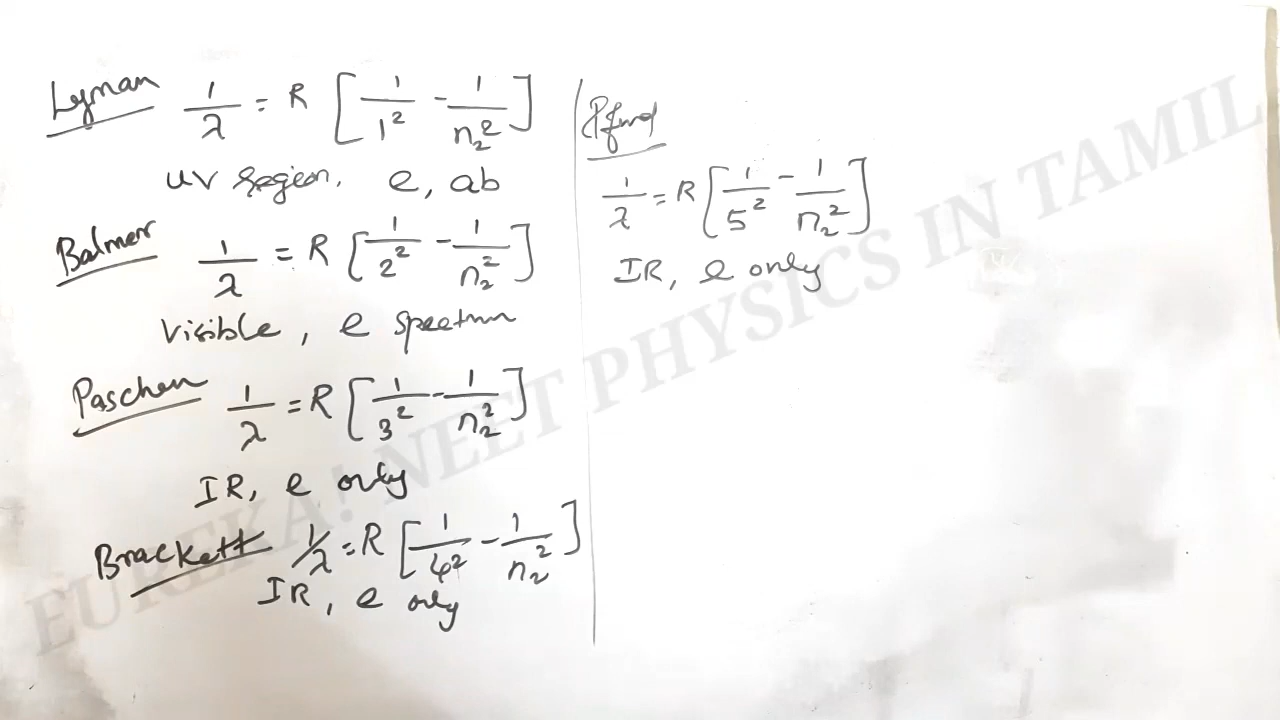 Lyman 1/λ = R [1/1² - 1/n₂²]
UV region, e, ab
Balmer 1/λ = R [1/2² - 1/n₂²]
Visible, e spectrum
Paschen 1/λ = R [1/3² - 1/n₂²]
IR, e only
Brackett 1/λ = R [1/4² - 1/n₂²]
IR, e only
Pfund
1/λ = R [1/5² - 1/n₂²]
IR, e only
EUREKA! NEET PHYSICS IN TAMIL